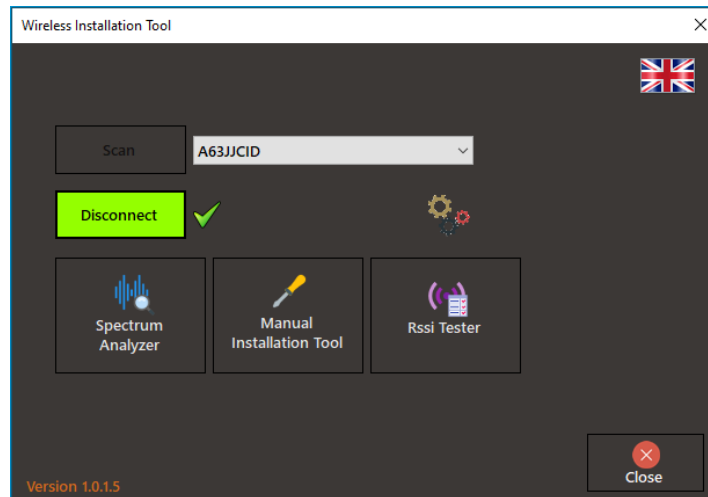 Wireless Installation Tool
Scan
A63JJCID
Disconnect
Spectrum
Analyzer
Manual
Installation Tool
Rssi Tester
Close
Version 1.0.1.5